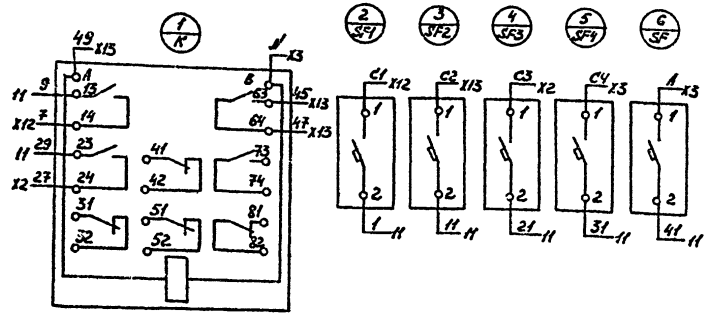 1 2 3 4 5 6
K SF1 SF2 SF3 SF4 SF
49 X13 N X3
A B
9 11 13 63 45 X13
7 X12 14 64 47 X13
29 11 23 41 73
27 X2 24 42 74
31 51 81
32 52 82
C1 X12 C2 X13 C3 X2 C4 X3 A X3
1 1 1 1 1
2 2 2 2 2
1 11 11 11 21 11 31 11 41 11